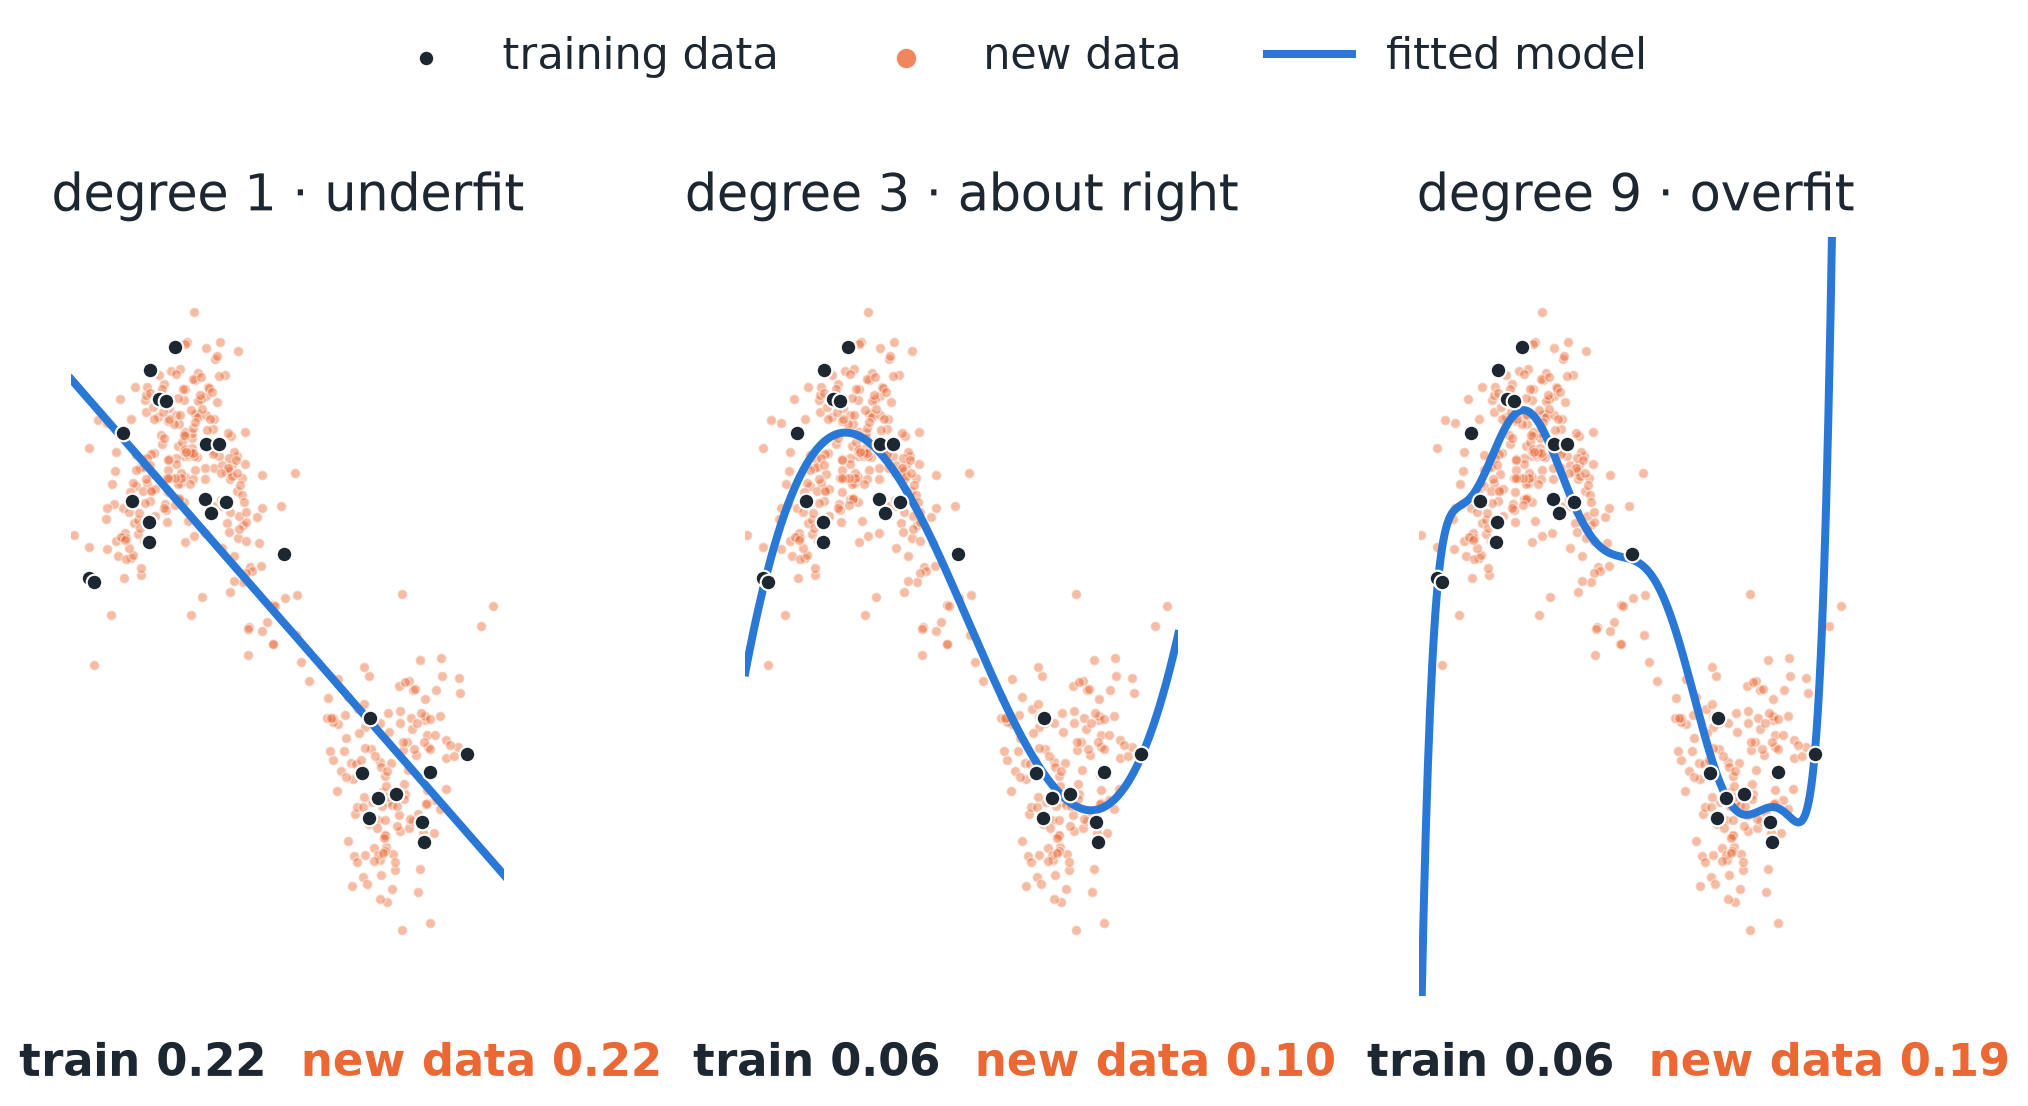 training data new data fitted model
degree 1 · underfit degree 3 · about right degree 9 · overfit
train 0.22 new data 0.22 train 0.06 new data 0.10 train 0.06 new data 0.19